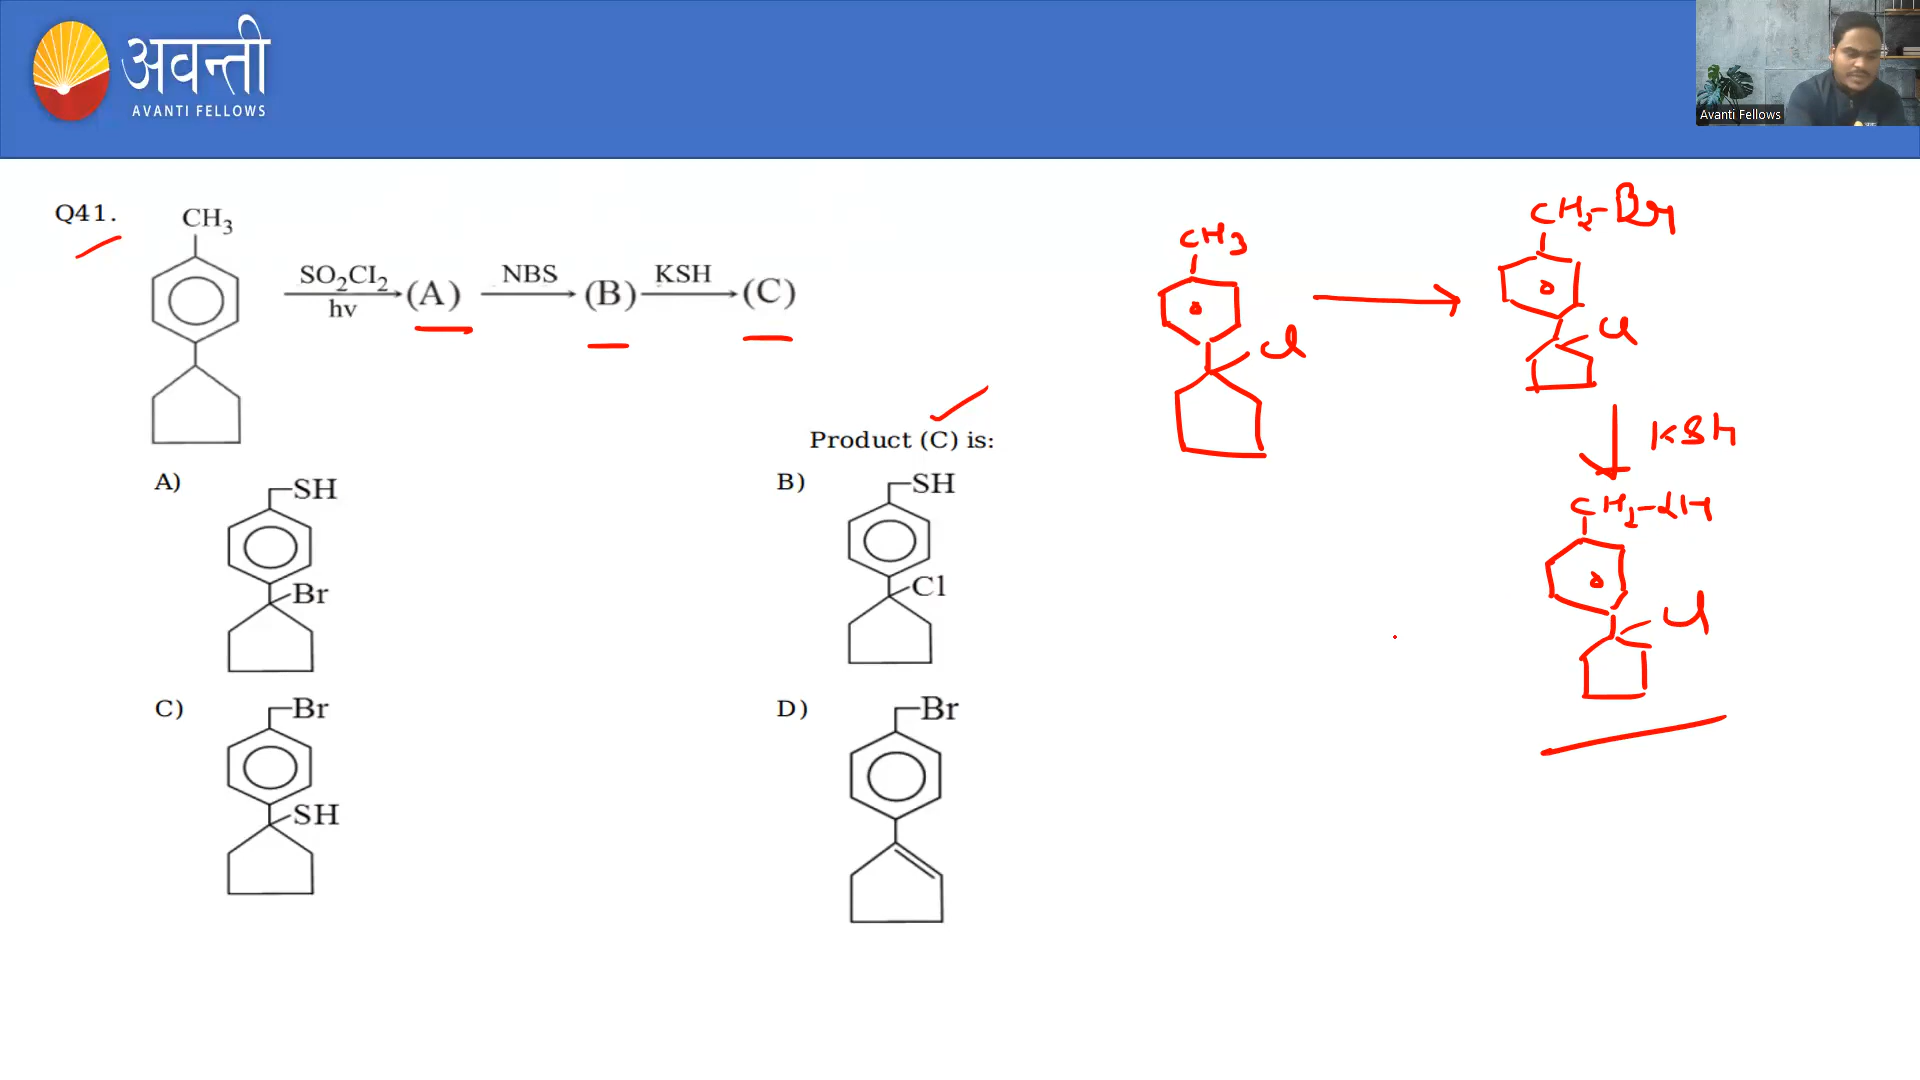 अवन्ती
AVANTI FELLOWS
Avanti Fellows
Q41.
CH3
SO2Cl2
hv
(A)
NBS
(B)
KSH
(C)
Product (C) is:
A)
SH
Br
B)
SH
Cl
C)
Br
SH
D)
Br
CH3
Cl
CH2-Br
Cl
KSH
CH2-SH
Cl